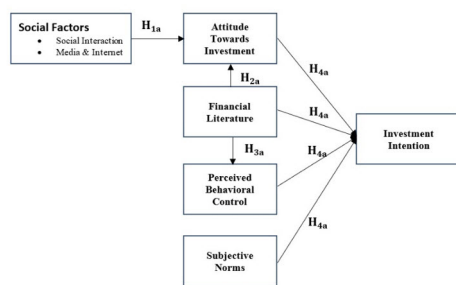 Social Factors
• Social Interaction
• Media & Internet
H1a
Attitude
Towards
Investment
H4a
H2a
Financial
Literature
H4a
H3a
Investment
Intention
H4a
Perceived
Behavioral
Control
H4a
Subjective
Norms